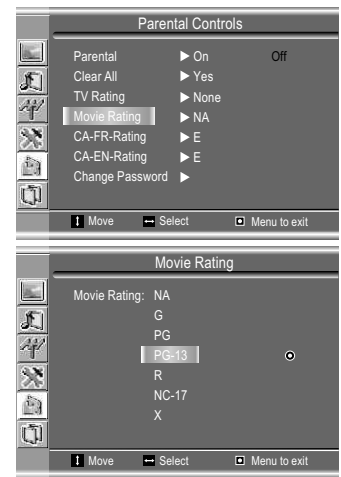 Parental Controls
Parental ▶ On Off
Clear All ▶ Yes
TV Rating ▶ None
Movie Rating ▶ NA
CA-FR-Rating ▶ E
CA-EN-Rating ▶ E
Change Password ▶
Move Select Menu to exit
Movie Rating
Movie Rating: NA
G
PG
PG-13
R
NC-17
X
Move Select Menu to exit